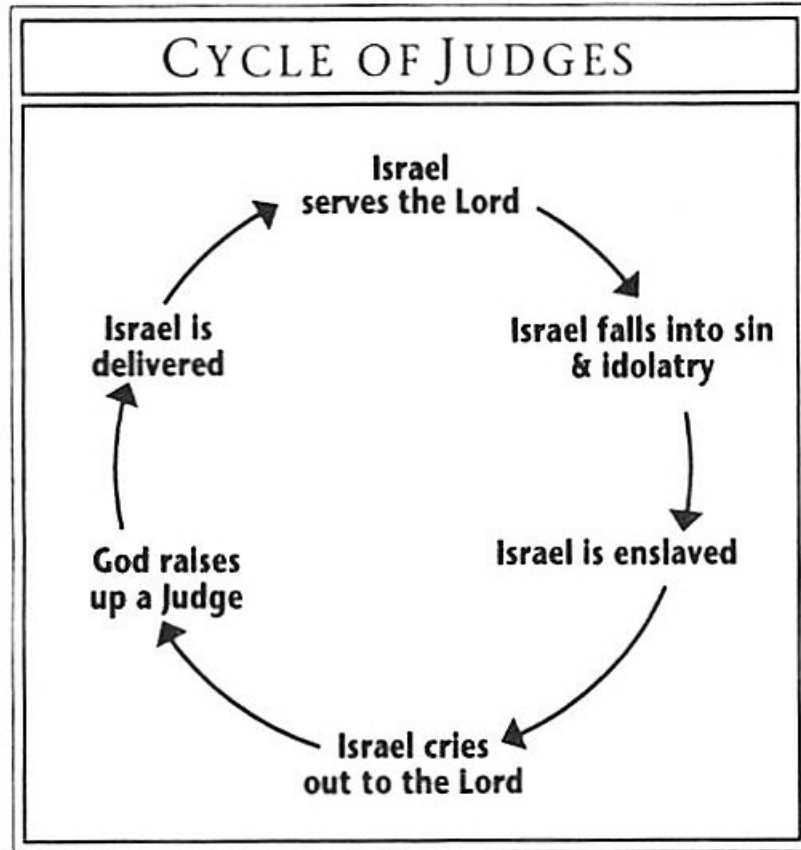 CYCLE OF JUDGES
Israel
serves the Lord
Israel falls into sin
& idolatry
Israel is enslaved
Israel cries
out to the Lord
God raises
up a Judge
Israel is
delivered